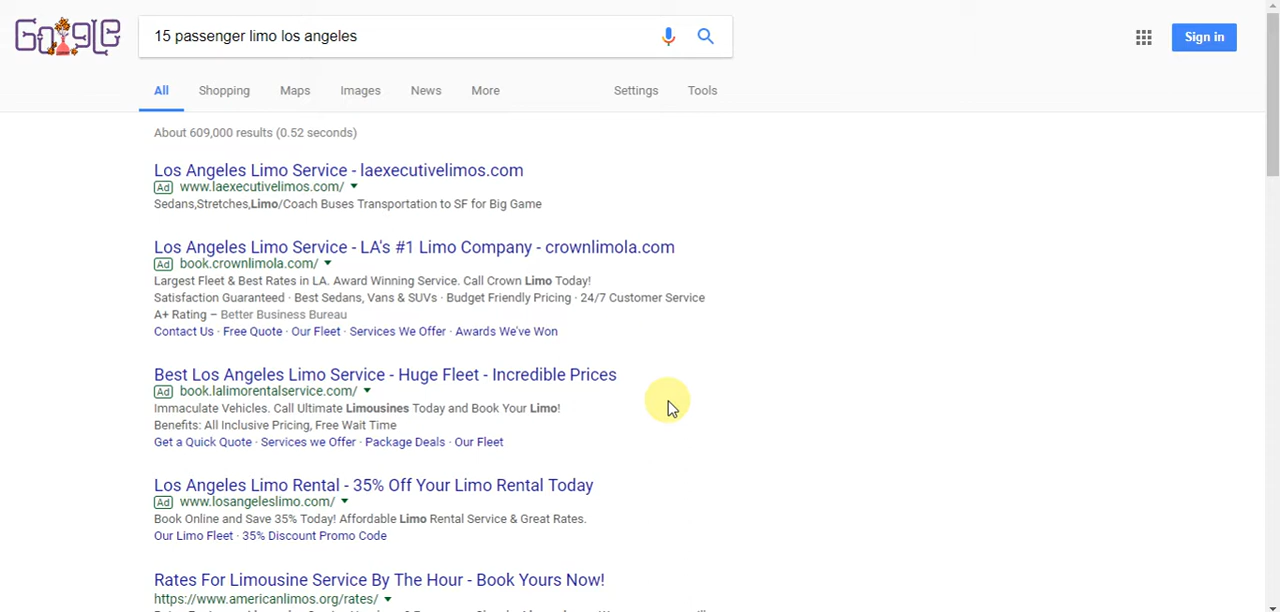 Google
15 passenger limo los angeles
Sign in
All Shopping Maps Images News More Settings Tools
About 609,000 results (0.52 seconds)
Los Angeles Limo Service - laexecutivelimos.com
Ad www.laexecutivelimos.com/
Sedans,Stretches,Limo/Coach Buses Transportation to SF for Big Game
Los Angeles Limo Service - LA's #1 Limo Company - crownlimola.com
Ad book.crownlimola.com/
Largest Fleet & Best Rates in LA. Award Winning Service. Call Crown Limo Today!
Satisfaction Guaranteed · Best Sedans, Vans & SUVs · Budget Friendly Pricing · 24/7 Customer Service
A+ Rating – Better Business Bureau
Contact Us · Free Quote · Our Fleet · Services We Offer · Awards We've Won
Best Los Angeles Limo Service - Huge Fleet - Incredible Prices
Ad book.lalimorentalservice.com/
Immaculate Vehicles. Call Ultimate Limousines Today and Book Your Limo!
Benefits: All Inclusive Pricing, Free Wait Time
Get a Quick Quote · Services we Offer · Package Deals · Our Fleet
Los Angeles Limo Rental - 35% Off Your Limo Rental Today
Ad www.losangeleslimo.com/
Book Online and Save 35% Today! Affordable Limo Rental Service & Great Rates.
Our Limo Fleet · 35% Discount Promo Code
Rates For Limousine Service By The Hour - Book Yours Now!
https://www.americanlimos.org/rates/